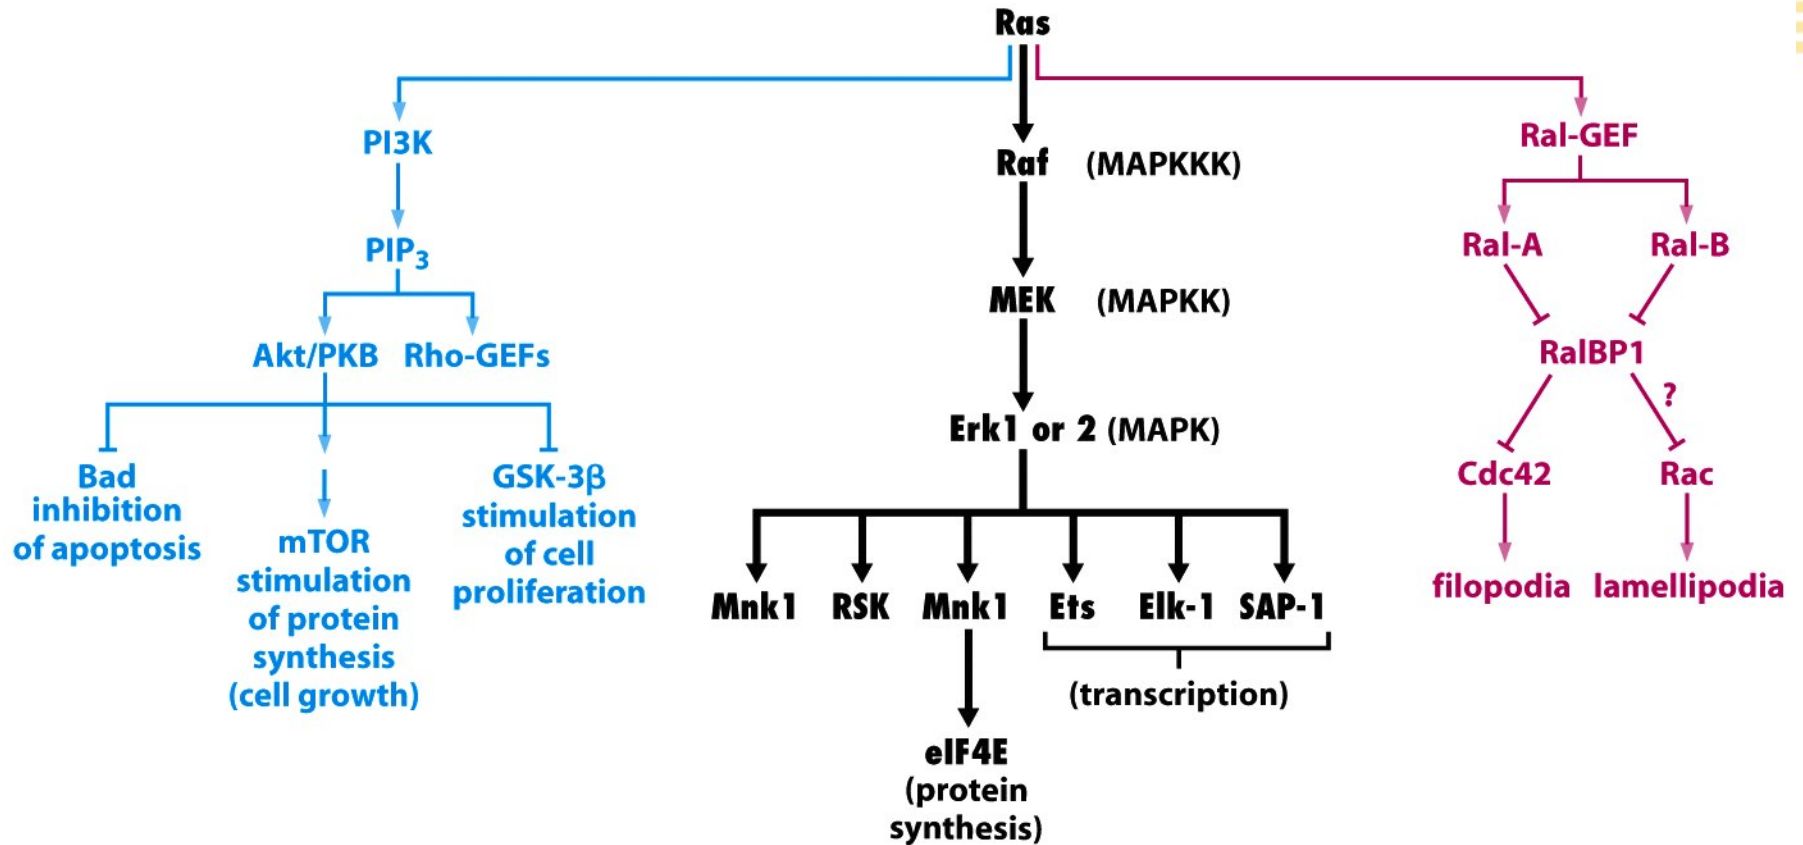 Ras
PI3K
PIP₃
Akt/PKB Rho-GEFs
Bad
inhibition
of apoptosis
mTOR
stimulation
of protein
synthesis
(cell growth)
GSK-3β
stimulation
of cell
proliferation
Raf (MAPKKK)
MEK (MAPKK)
Erk1 or 2 (MAPK)
Mnk1 RSK Mnk1 Ets Elk-1 SAP-1
(transcription)
eIF4E
(protein
synthesis)
Ral-GEF
Ral-A Ral-B
RalBP1
?
Cdc42 Rac
filopodia lamellipodia